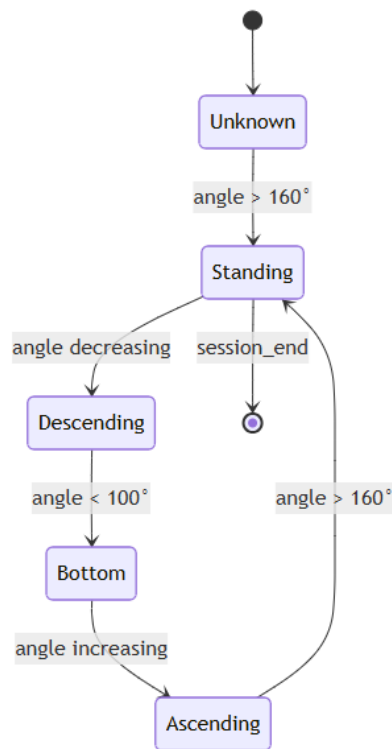 Unknown
angle > 160°
Standing
angle decreasing
session_end
Descending
angle < 100°
angle > 160°
Bottom
angle increasing
Ascending